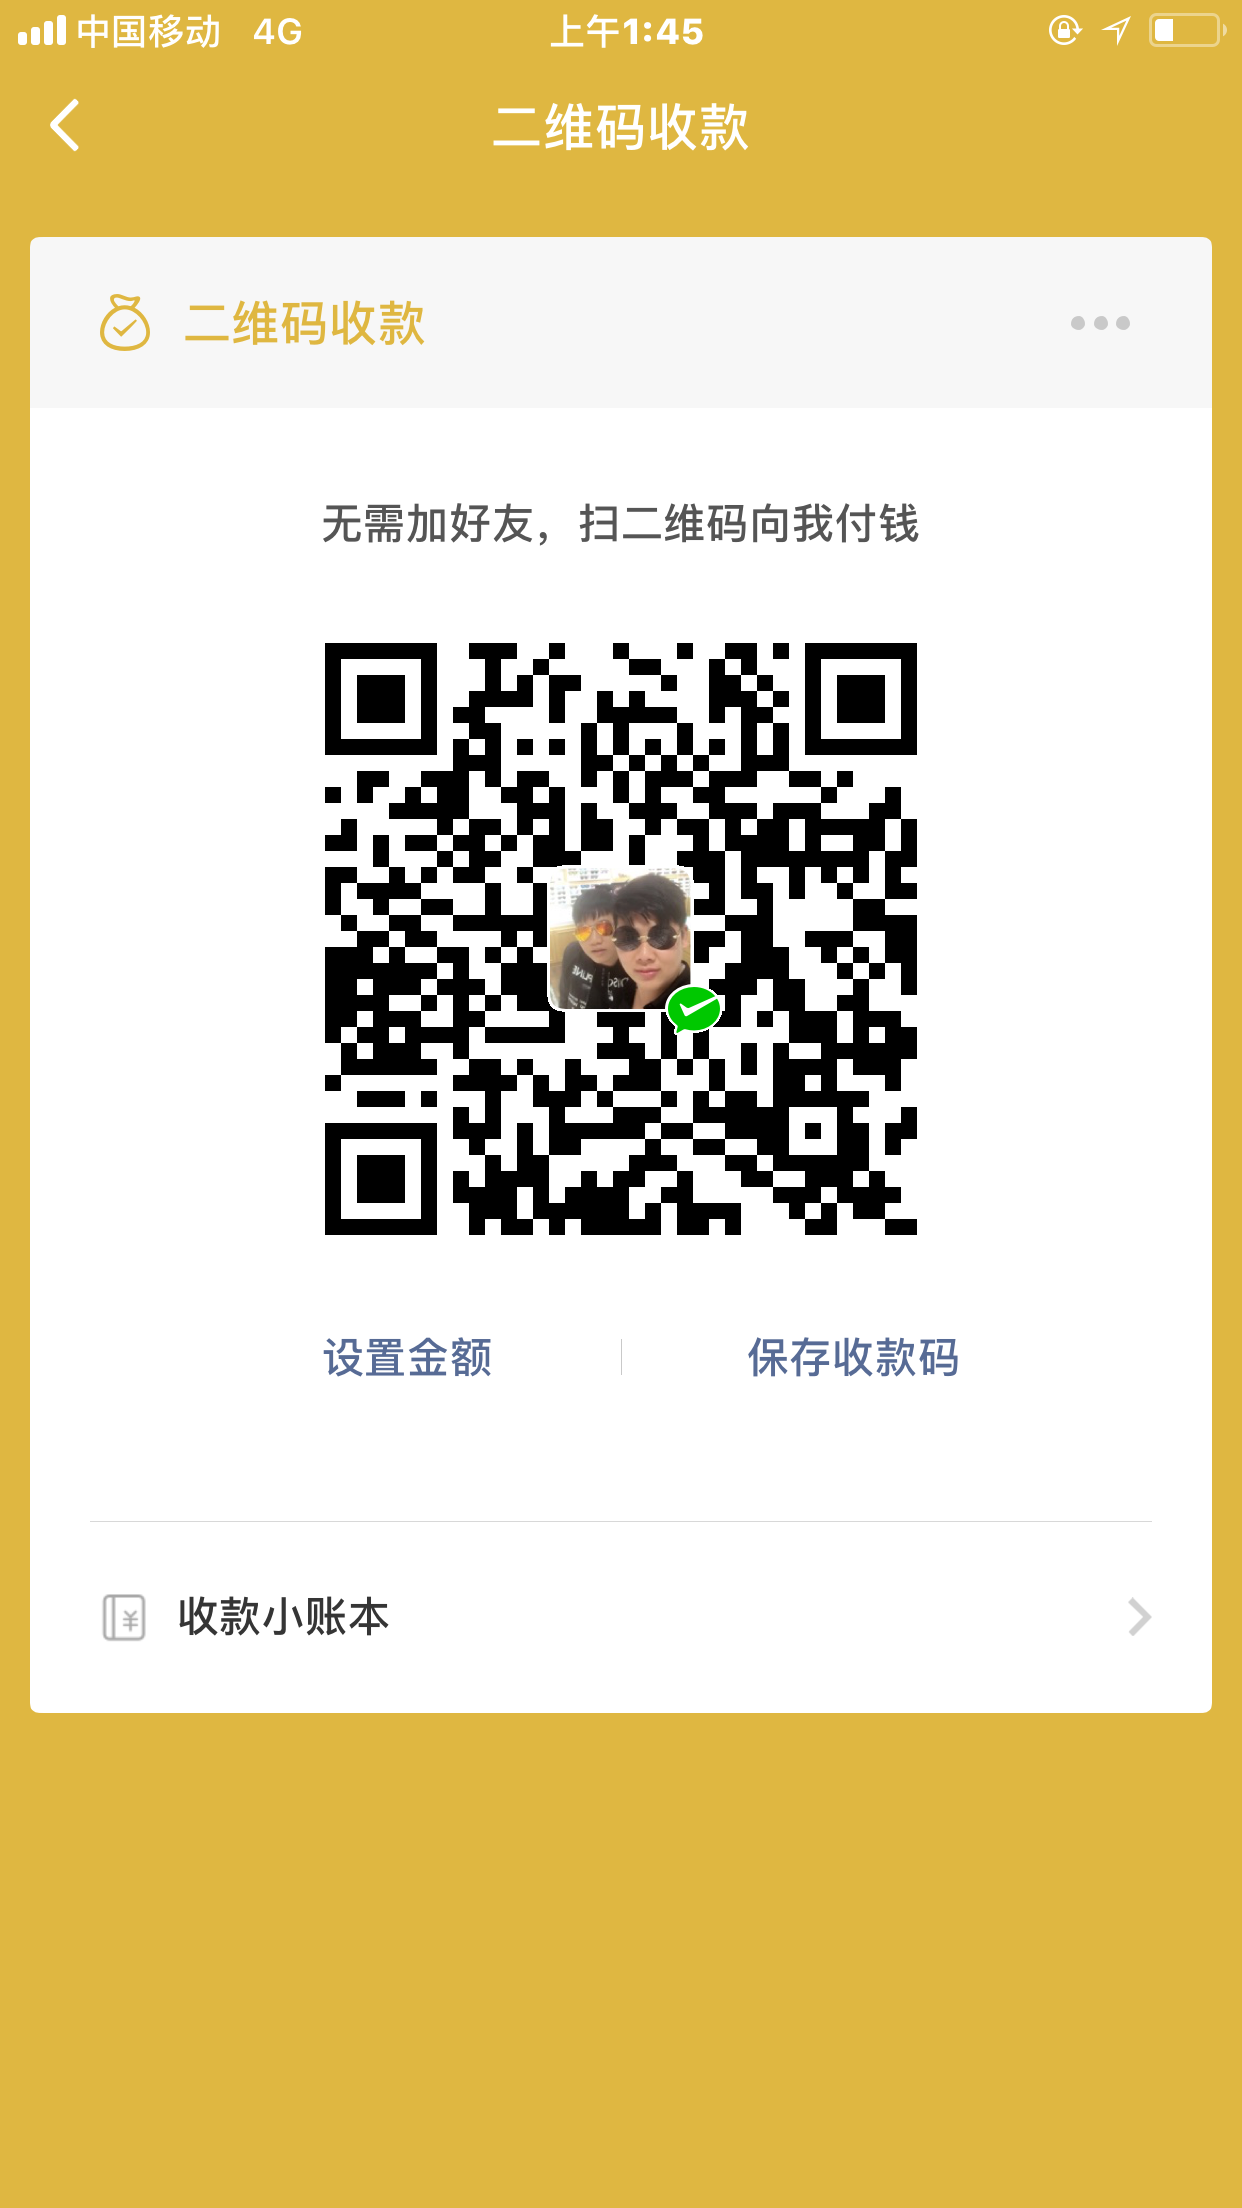 中国移动 4G 上午1:45
二维码收款
二维码收款
无需加好友，扫二维码向我付钱
设置金额 保存收款码
收款小账本